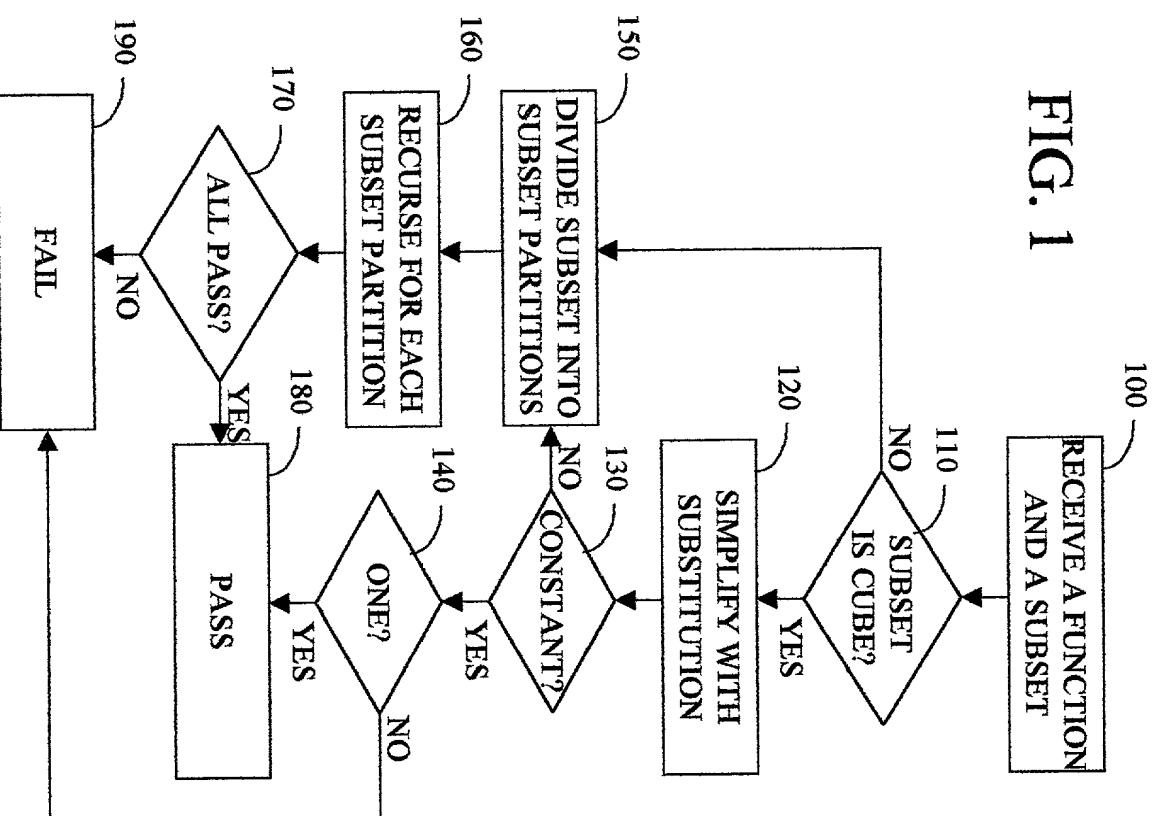 FIG. 1
100
RECEIVE A FUNCTION
AND A SUBSET
110
SUBSET
IS CUBE?
NO
YES
120
SIMPLIFY WITH
SUBSTITUTION
130
CONSTANT?
NO
YES
140
ONE?
NO
YES
150
DIVIDE SUBSET INTO
SUBSET PARTITIONS
160
RECURSE FOR EACH
SUBSET PARTITION
170
ALL PASS?
YES
NO
180
PASS
190
FAIL